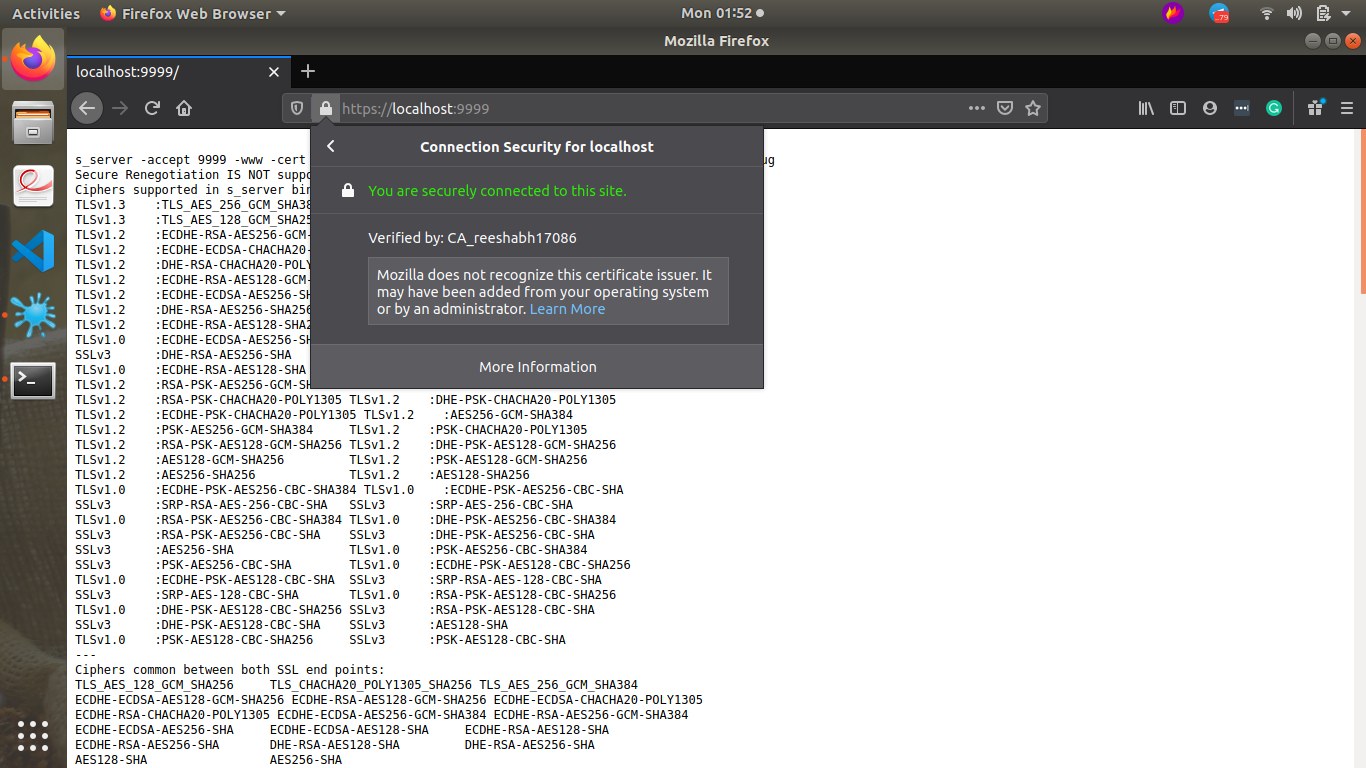 Activities Firefox Web Browser Mon 01:52 79
Mozilla Firefox
localhost:9999/
https://localhost:9999
Connection Security for localhost
You are securely connected to this site.
Verified by: CA_reeshabh17086
Mozilla does not recognize this certificate issuer. It
may have been added from your operating system
or by an administrator. Learn More
More Information
s_server -accept 9999 -www -cert ug
Secure Renegotiation IS NOT suppo
Ciphers supported in s_server bin
TLSv1.3 :TLS_AES_256_GCM_SHA38
TLSv1.3 :TLS_AES_128_GCM_SHA25
TLSv1.2 :ECDHE-RSA-AES256-GCM-
TLSv1.2 :ECDHE-ECDSA-CHACHA20-
TLSv1.2 :DHE-RSA-CHACHA20-POLY
TLSv1.2 :ECDHE-RSA-AES128-GCM-
TLSv1.2 :ECDHE-ECDSA-AES256-SH
TLSv1.2 :DHE-RSA-AES256-SHA256
TLSv1.2 :ECDHE-RSA-AES128-SHA2
TLSv1.0 :ECDHE-ECDSA-AES256-SH
SSLv3 :DHE-RSA-AES256-SHA
TLSv1.0 :ECDHE-RSA-AES128-SHA
TLSv1.2 :RSA-PSK-AES256-GCM-SH
TLSv1.2 :RSA-PSK-CHACHA20-POLY1305 TLSv1.2 :DHE-PSK-CHACHA20-POLY1305
TLSv1.2 :ECDHE-PSK-CHACHA20-POLY1305 TLSv1.2 :AES256-GCM-SHA384
TLSv1.2 :PSK-AES256-GCM-SHA384 TLSv1.2 :PSK-CHACHA20-POLY1305
TLSv1.2 :RSA-PSK-AES128-GCM-SHA256 TLSv1.2 :DHE-PSK-AES128-GCM-SHA256
TLSv1.2 :AES128-GCM-SHA256 TLSv1.2 :PSK-AES128-GCM-SHA256
TLSv1.2 :AES256-SHA256 TLSv1.2 :AES128-SHA256
TLSv1.0 :ECDHE-PSK-AES256-CBC-SHA384 TLSv1.0 :ECDHE-PSK-AES256-CBC-SHA
SSLv3 :SRP-RSA-AES-256-CBC-SHA SSLv3 :SRP-AES-256-CBC-SHA
TLSv1.0 :RSA-PSK-AES256-CBC-SHA384 TLSv1.0 :DHE-PSK-AES256-CBC-SHA384
SSLv3 :RSA-PSK-AES256-CBC-SHA SSLv3 :DHE-PSK-AES256-CBC-SHA
SSLv3 :AES256-SHA TLSv1.0 :PSK-AES256-CBC-SHA384
SSLv3 :PSK-AES256-CBC-SHA TLSv1.0 :ECDHE-PSK-AES128-CBC-SHA256
TLSv1.0 :ECDHE-PSK-AES128-CBC-SHA SSLv3 :SRP-RSA-AES-128-CBC-SHA
SSLv3 :SRP-AES-128-CBC-SHA TLSv1.0 :RSA-PSK-AES128-CBC-SHA256
TLSv1.0 :DHE-PSK-AES128-CBC-SHA256 SSLv3 :RSA-PSK-AES128-CBC-SHA
SSLv3 :DHE-PSK-AES128-CBC-SHA SSLv3 :AES128-SHA
TLSv1.0 :PSK-AES128-CBC-SHA256 SSLv3 :PSK-AES128-CBC-SHA
---
Ciphers common between both SSL end points:
TLS_AES_128_GCM_SHA256 TLS_CHACHA20_POLY1305_SHA256 TLS_AES_256_GCM_SHA384
ECDHE-ECDSA-AES128-GCM-SHA256 ECDHE-RSA-AES128-GCM-SHA256 ECDHE-ECDSA-CHACHA20-POLY1305
ECDHE-RSA-CHACHA20-POLY1305 ECDHE-ECDSA-AES256-GCM-SHA384 ECDHE-RSA-AES256-GCM-SHA384
ECDHE-ECDSA-AES256-SHA ECDHE-ECDSA-AES128-SHA ECDHE-RSA-AES128-SHA
ECDHE-RSA-AES256-SHA DHE-RSA-AES128-SHA DHE-RSA-AES256-SHA
AES128-SHA AES256-SHA